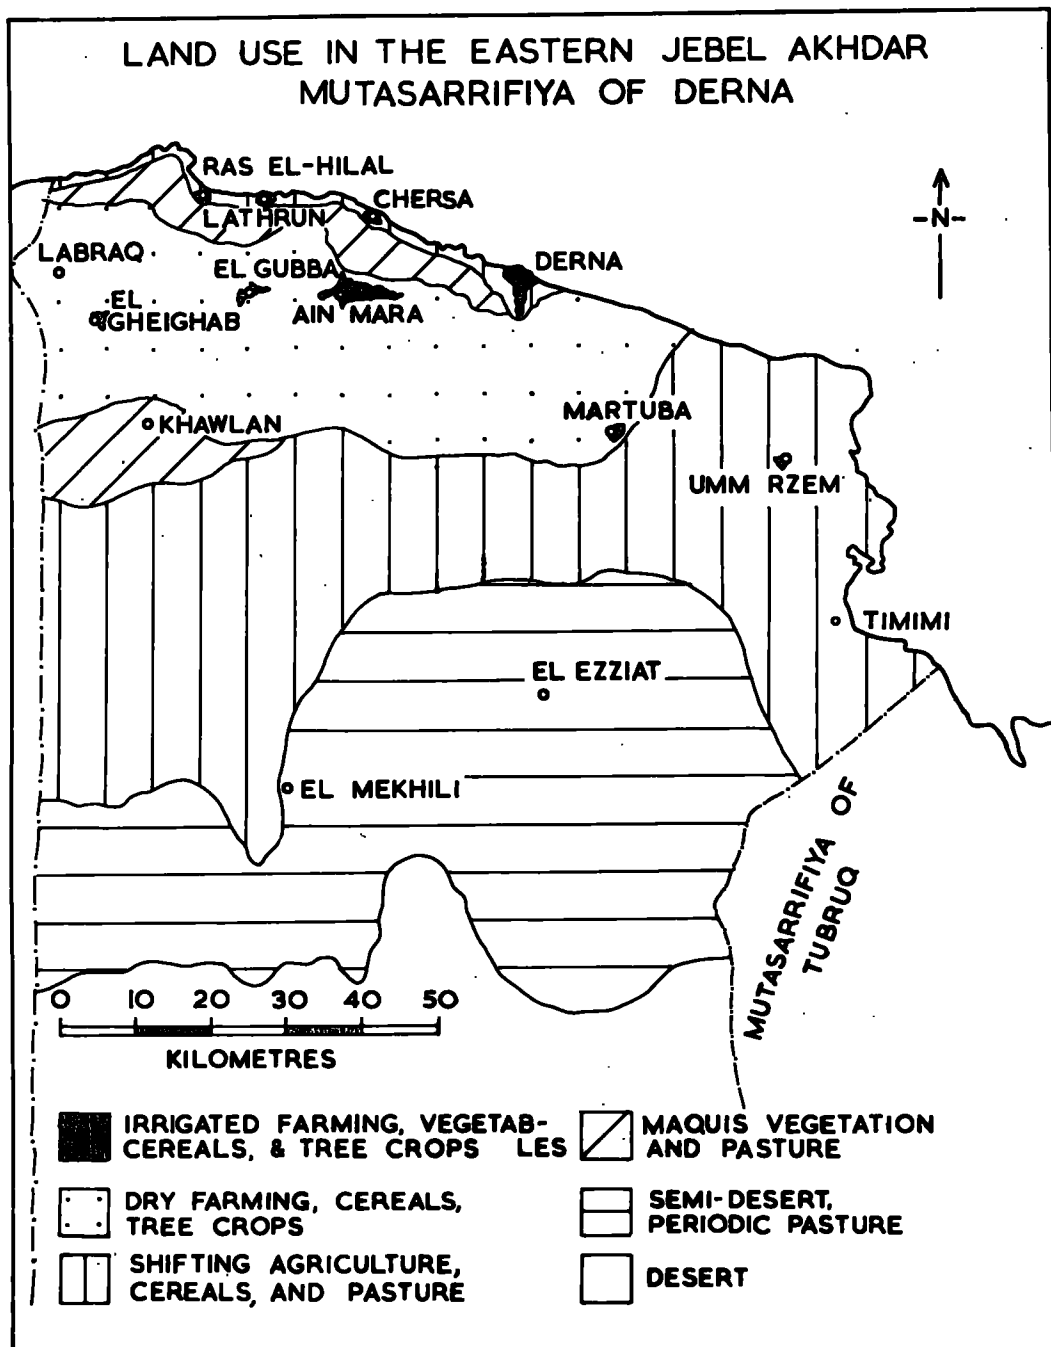 LAND USE IN THE EASTERN JEBEL AKHDAR
MUTASARRIFIYA OF DERNA
RAS EL-HILAL
LATHRUN
CHERSA
-N-
LABRAQ
EL GUBBA
DERNA
EL
GHEIGHAB
AIN MARA
KHAWLAN
MARTUBA
UMM RZEM
TIMIMI
EL EZZIAT
EL MEKHILI
MUTASARRIFIYA OF
TUBRUQ
0 10 20 30 40 50
KILOMETRES
IRRIGATED FARMING, VEGETAB-
CEREALS, & TREE CROPS LES
DRY FARMING, CEREALS,
TREE CROPS
SHIFTING AGRICULTURE,
CEREALS, AND PASTURE
MAQUIS VEGETATION
AND PASTURE
SEMI-DESERT,
PERIODIC PASTURE
DESERT